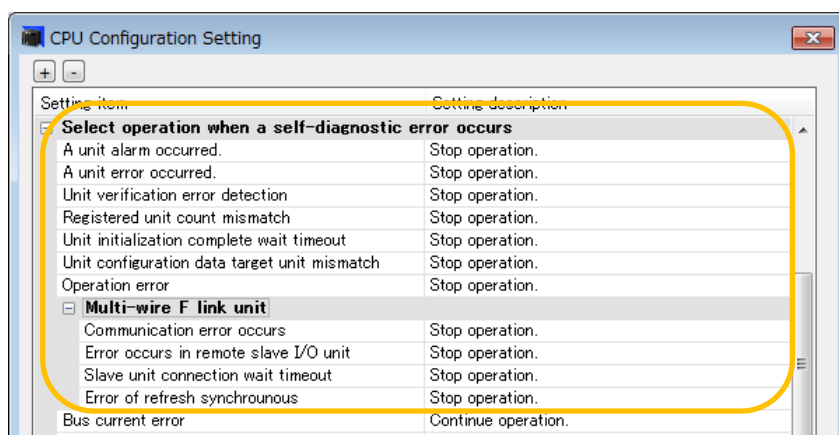 CPU Configuration Setting
+ -
Setting item Setting description
Select operation when a self-diagnostic error occurs
A unit alarm occurred. Stop operation.
A unit error occurred. Stop operation.
Unit verification error detection Stop operation.
Registered unit count mismatch Stop operation.
Unit initialization complete wait timeout Stop operation.
Unit configuration data target unit mismatch Stop operation.
Operation error Stop operation.
Multi-wire F link unit
Communication error occurs Stop operation.
Error occurs in remote slave I/O unit Stop operation.
Slave unit connection wait timeout Stop operation.
Error of refresh synchrounous Stop operation.
Bus current error Continue operation.